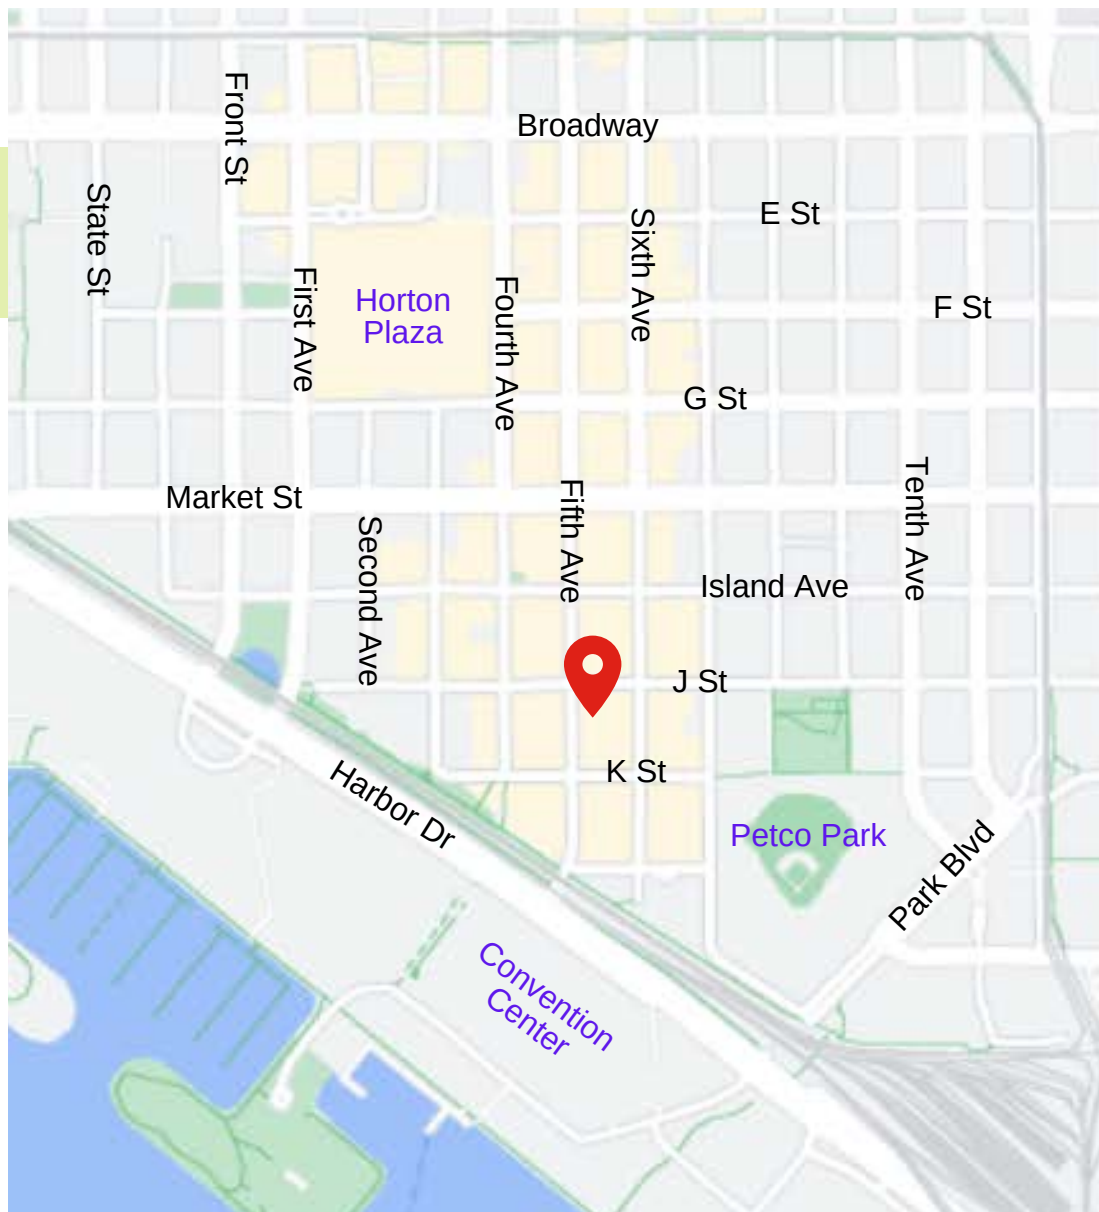 Front St
Broadway
State St
Sixth Ave
E St
First Ave
Horton
Plaza
Fourth Ave
F St
G St
Market St
Fifth Ave
Tenth Ave
Second Ave
Island Ave
J St
K St
Harbor Dr
Petco Park
Park Blvd
Convention
Center